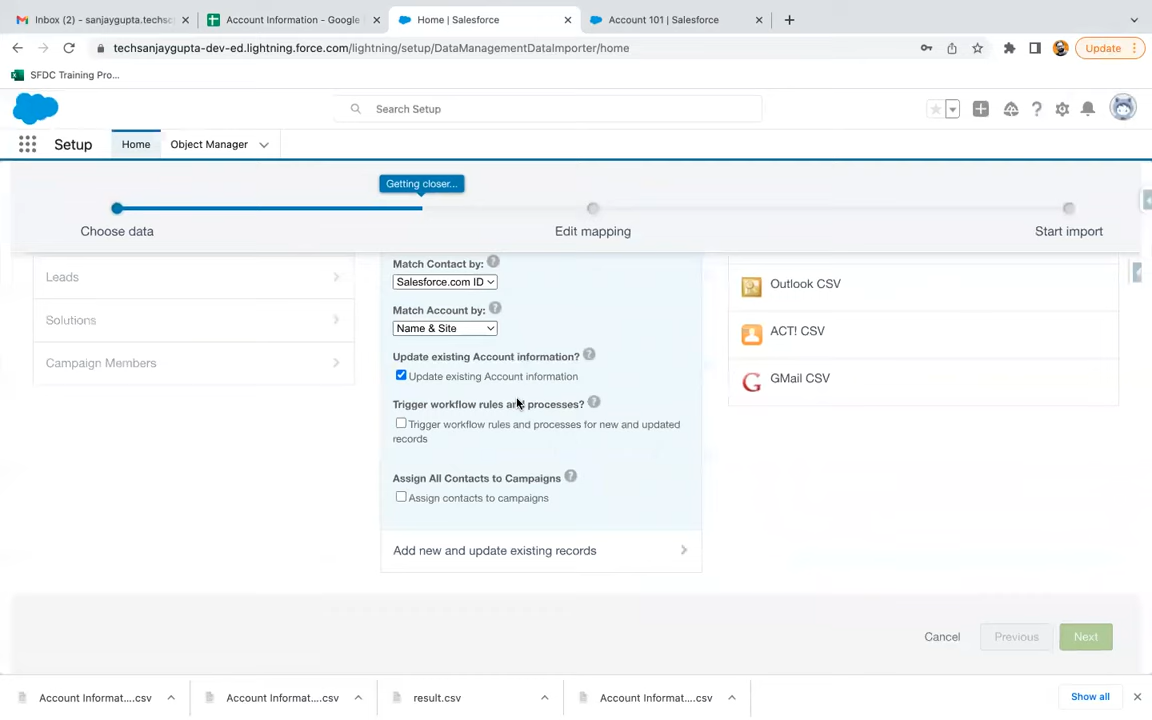 Inbox (2) - sanjaygupta.techsc
Account Information - Google
Home | Salesforce
Account 101 | Salesforce
techsanjaygupta-dev-ed.lightning.force.com/lightning/setup/DataManagementDataImporter/home
Update
SFDC Training Pro...
Search Setup
Setup
Home
Object Manager
Getting closer...
Choose data
Edit mapping
Start import
Leads
Solutions
Campaign Members
Match Contact by:
Salesforce.com ID
Match Account by:
Name & Site
Update existing Account information?
Update existing Account information
Trigger workflow rules and processes?
Trigger workflow rules and processes for new and updated
records
Assign All Contacts to Campaigns
Assign contacts to campaigns
Add new and update existing records
Outlook CSV
ACT! CSV
GMail CSV
Cancel
Previous
Next
Account Informat....csv
Account Informat....csv
result.csv
Account Informat....csv
Show all